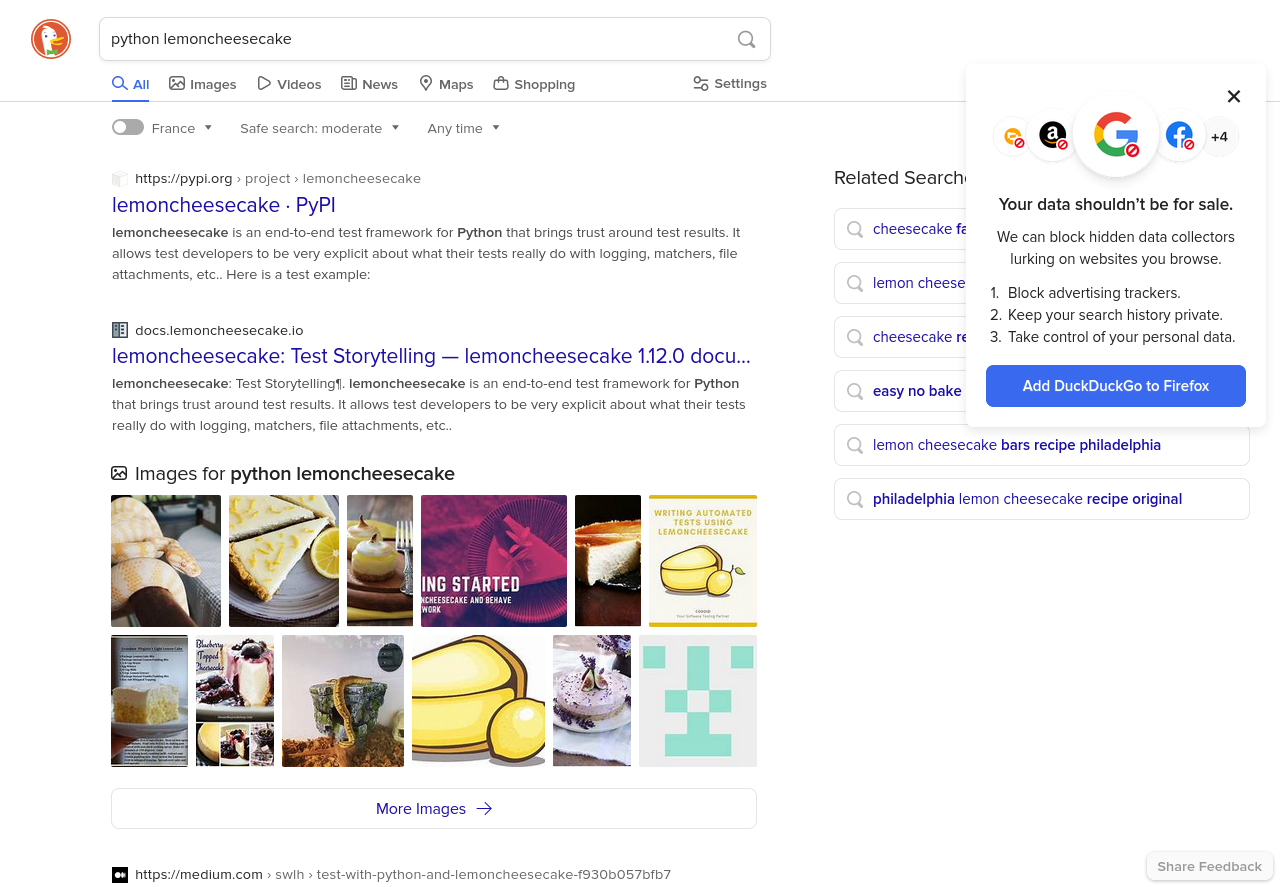 python lemoncheesecake
All
Images
Videos
News
Maps
Shopping
Settings
France
Safe search: moderate
Any time
https://pypi.org › project › lemoncheesecake
lemoncheesecake · PyPI
lemoncheesecake is an end-to-end test framework for Python that brings trust around test results. It
allows test developers to be very explicit about what their tests really do with logging, matchers, file
attachments, etc.. Here is a test example:
docs.lemoncheesecake.io
lemoncheesecake: Test Storytelling — lemoncheesecake 1.12.0 docu...
lemoncheesecake: Test Storytelling¶. lemoncheesecake is an end-to-end test framework for Python
that brings trust around test results. It allows test developers to be very explicit about what their tests
really do with logging, matchers, file attachments, etc..
Images for python lemoncheesecake
ING STARTED
NCHEESECAKE AND BEHAVE
WORK
WRITING AUTOMATED
TESTS USING
LEMONCHEESECAKE
CODOID
Your Software Testing Partner
Blueberry
Topped
Cheesecake
More Images
https://medium.com › swlh › test-with-python-and-lemoncheesecake-f930b057bfb7
Related Searche
cheesecake fa
lemon cheese
cheesecake re
easy no bake
lemon cheesecake bars recipe philadelphia
philadelphia lemon cheesecake recipe original
+4
Your data shouldn’t be for sale.
We can block hidden data collectors
lurking on websites you browse.
1. Block advertising trackers.
2. Keep your search history private.
3. Take control of your personal data.
Add DuckDuckGo to Firefox
Share Feedback